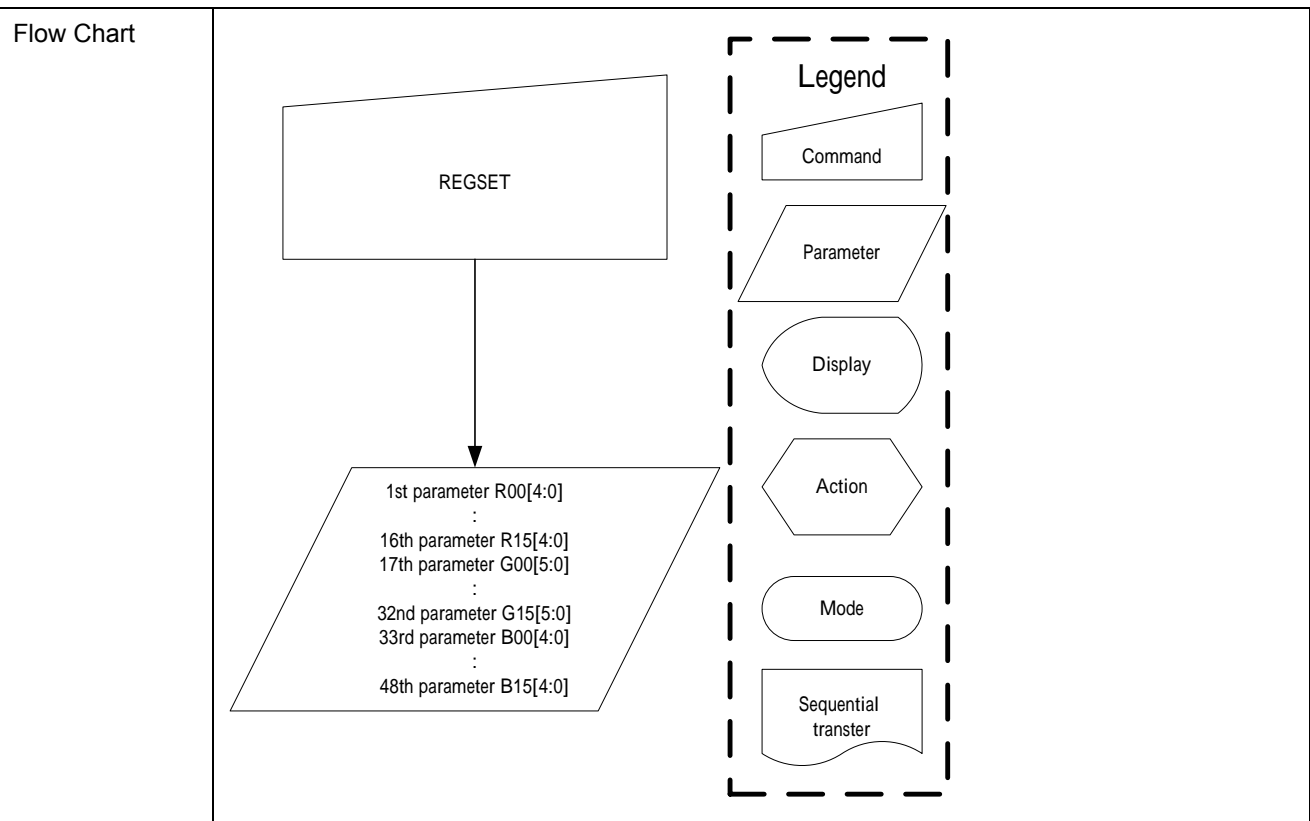 Flow Chart
REGSET
1st parameter R00[4:0]
:
16th parameter R15[4:0]
17th parameter G00[5:0]
:
32nd parameter G15[5:0]
33rd parameter B00[4:0]
:
48th parameter B15[4:0]
Legend
Command
Parameter
Display
Action
Mode
Sequential
transter